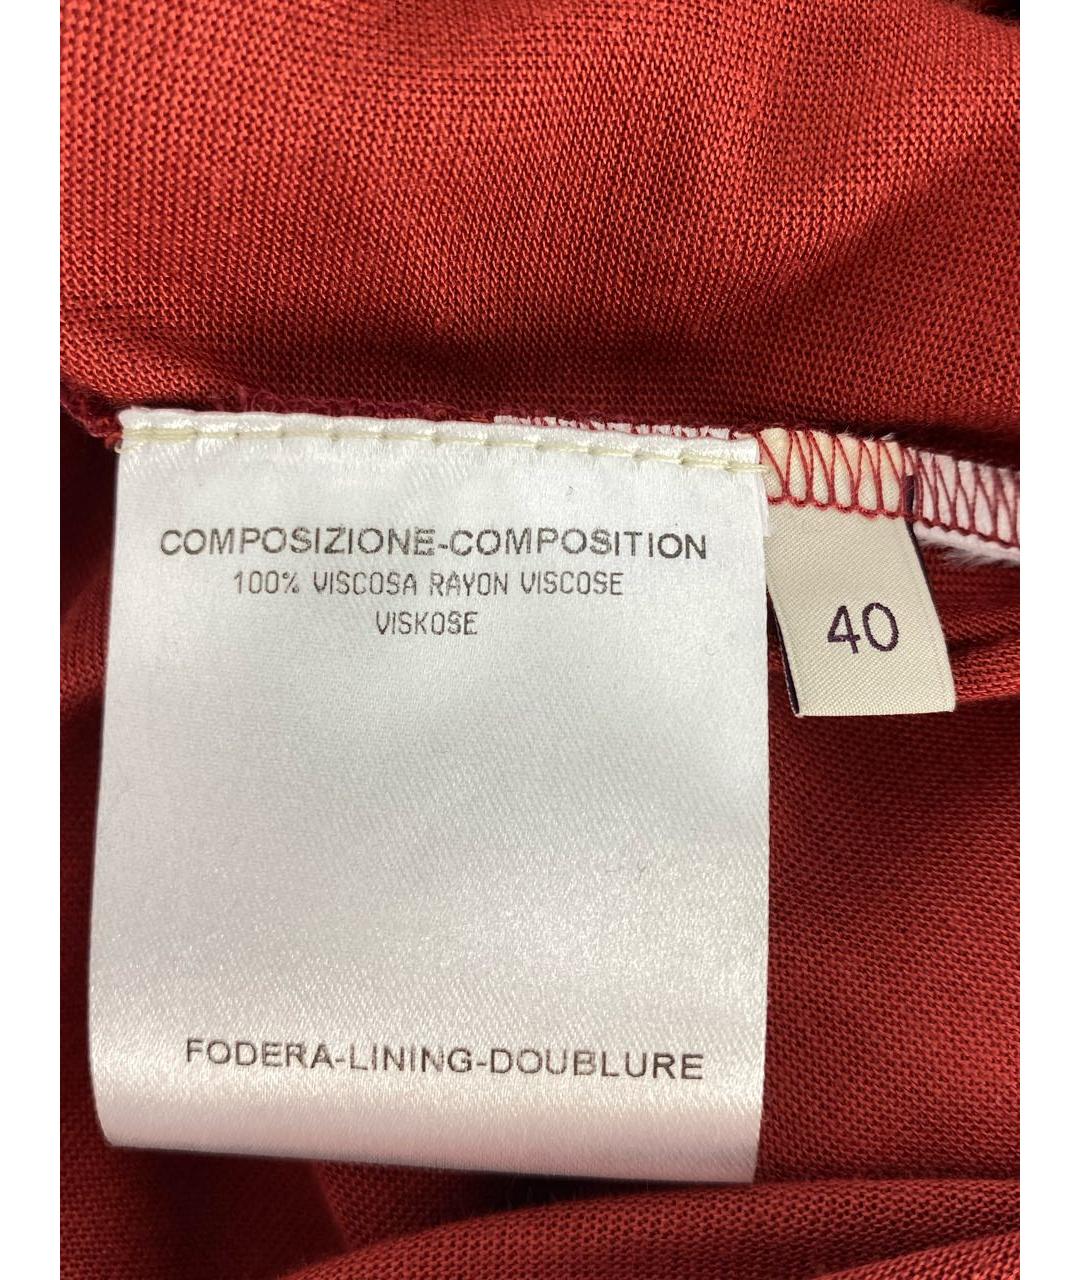 COMPOSIZIONE-COMPOSITION
100% VISCOSA RAYON VISCOSE
VISKOSE
40
FODERA-LINING-DOUBLURE